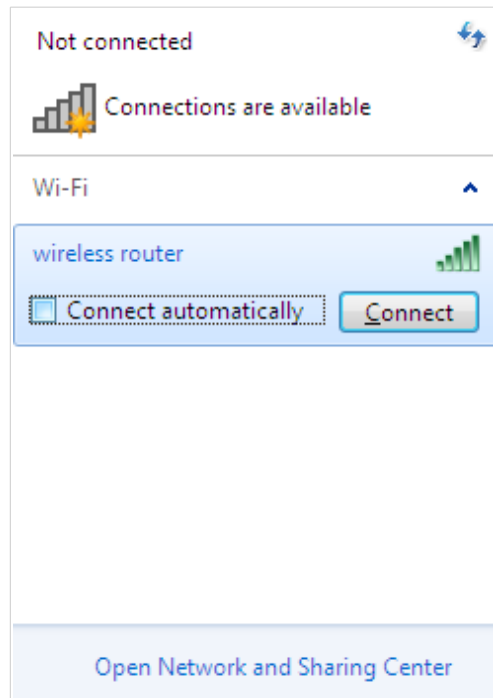 Not connected
Connections are available
Wi-Fi
wireless router
Connect automatically
Connect
Open Network and Sharing Center